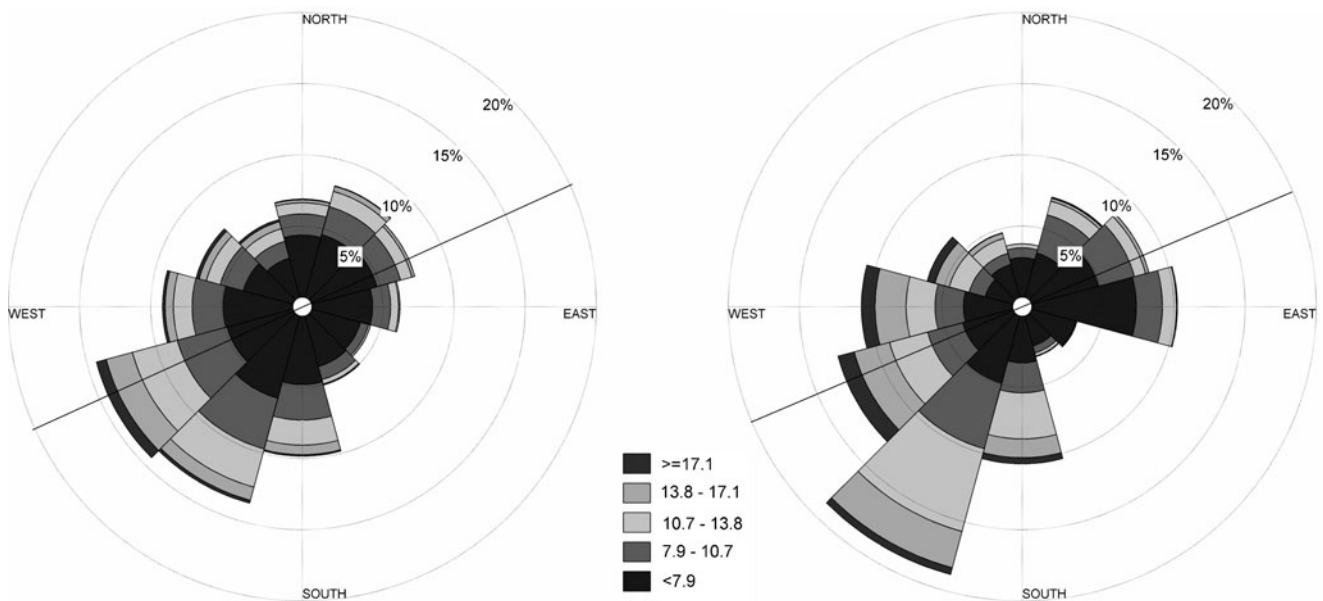 NORTH
20%
15%
10%
5%
WEST
EAST
SOUTH
NORTH
20%
15%
10%
5%
WEST
EAST
SOUTH
>=17.1
13.8 - 17.1
10.7 - 13.8
7.9 - 10.7
<7.9